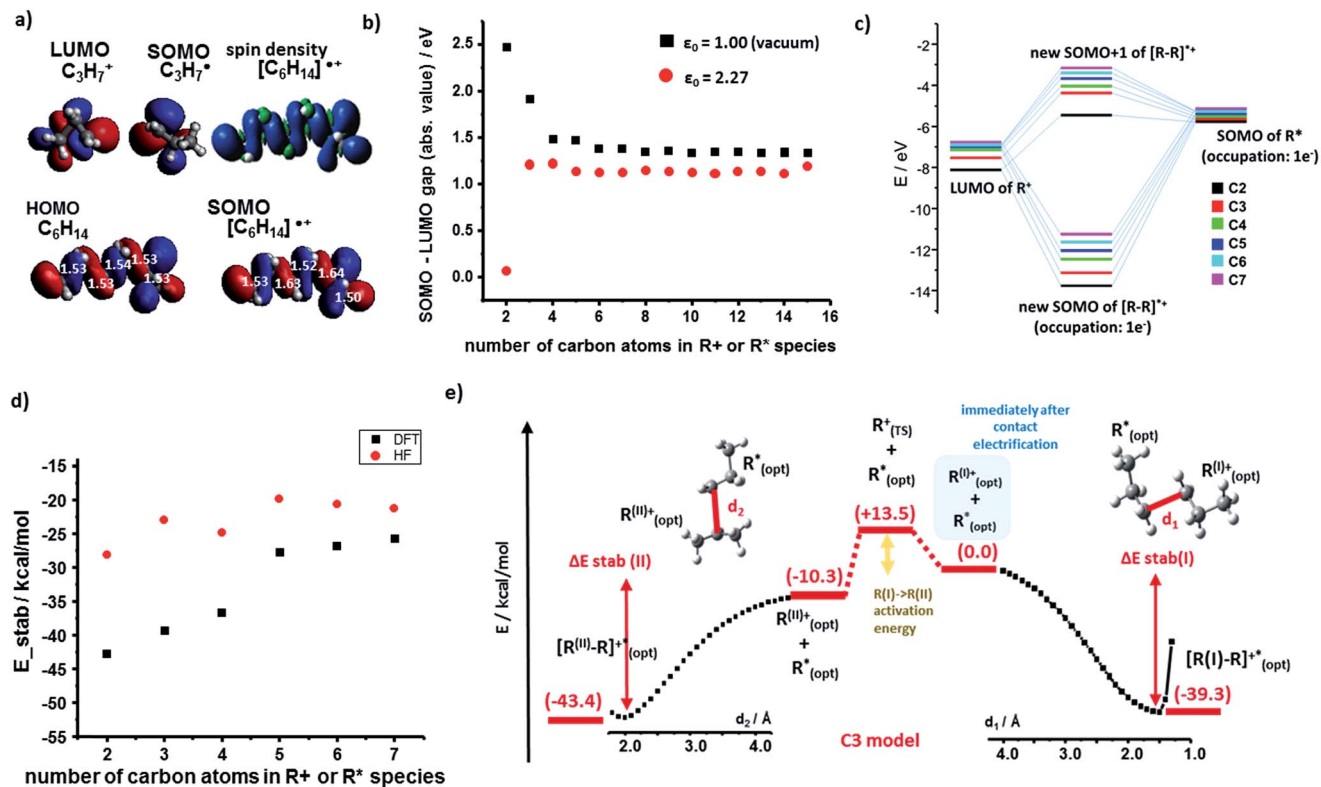 a)
LUMO
C₃H₇⁺
SOMO
C₃H₇•
spin density
[C₆H₁₄]•⁺
HOMO
C₆H₁₄
1.53
1.53
1.54
1.53
1.53
SOMO
[C₆H₁₄]•⁺
1.53
1.63
1.52
1.64
1.50
b)
SOMO - LUMO gap (abs. value) / eV
2.5
2.0
1.5
1.0
0.5
0.0
ε₀ = 1.00 (vacuum)
ε₀ = 2.27
0 2 4 6 8 10 12 14 16
number of carbon atoms in R+ or R* species
c)
E / eV
-2
-4
-6
-8
-10
-12
-14
new SOMO+1 of [R-R]*⁺
LUMO of R⁺
SOMO of R*
(occupation: 1e⁻)
new SOMO of [R-R]*⁺
(occupation: 1e⁻)
C2
C3
C4
C5
C6
C7
d)
E_stab / kcal/mol
-15
-20
-25
-30
-35
-40
-45
-50
-55
DFT
HF
2 3 4 5 6 7
number of carbon atoms in R+ or R* species
e)
E / kcal/mol
R*(opt)
R(II)+(opt)
d₂
ΔE stab (II)
[R(II)-R]+*(opt)
(-43.4)
2.0 3.0 4.0
d₂ / Å
(-10.3)
R(II)+(opt)
+
R*(opt)
R⁺(TS)
+
R*(opt)
(+13.5)
R(I)->R(II)
activation
energy
immediately after
contact
electrification
R(I)+(opt)
+
R*(opt)
(0.0)
C3 model
R*(opt)
R(I)+(opt)
d₁
ΔE stab(I)
[R(I)-R]+*(opt)
(-39.3)
d₁ / Å
4.0 3.0 2.0 1.0